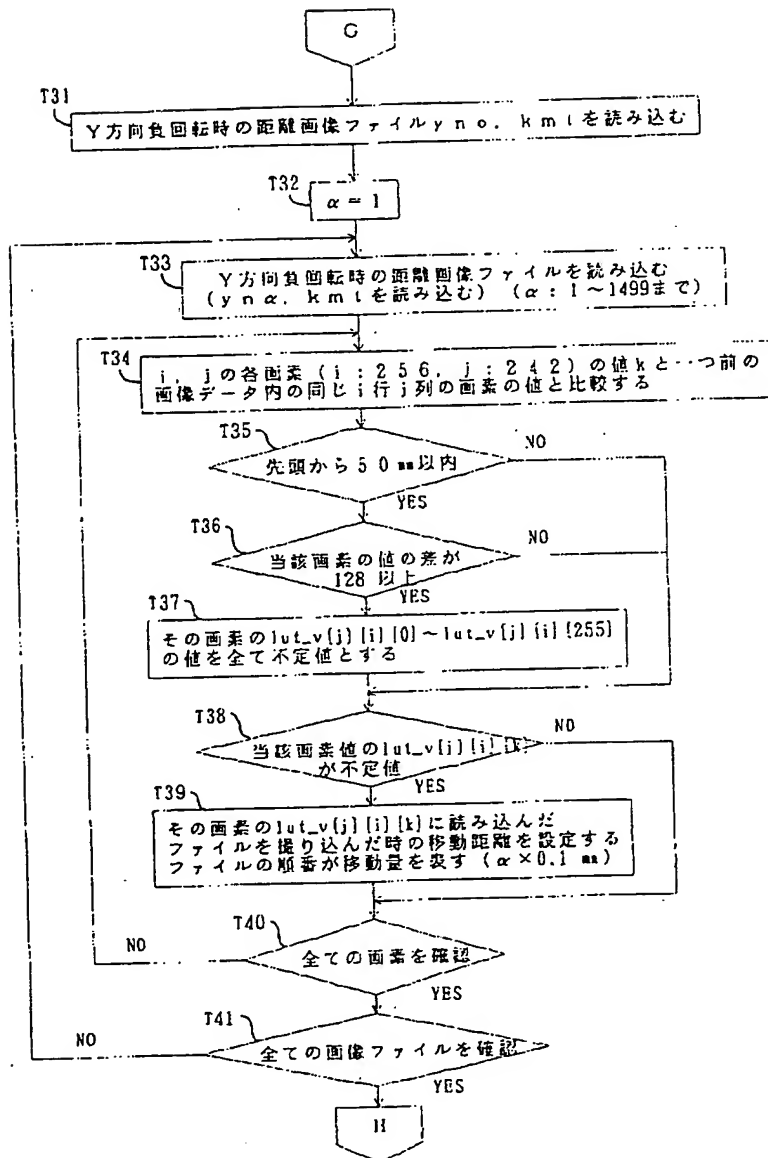 G
T31
Y方向負回転時の距離画像ファイルyno. kmlを読み込む
T32
α=1
T33
Y方向負回転時の距離画像ファイルを読み込む
(ynα. kmlを読み込む) (α:1~1499まで)
T34
i, jの各画素(i:256, j:242)の値kと一つ前の
画像データ内の同じi行j列の画素の値と比較する
T35
先頭から50mm以内
NO
YES
T36
当該画素の値の差が
128以上
NO
YES
T37
その画素のlut_v[j][i][0]~lut_v[j][i][255]
の値を全て不定値とする
T38
当該画素値のlut_v[j][i][k]
が不定値
NO
YES
T39
その画素のlut_v[j][i][k]に読み込んだ
ファイルを撮り込んだ時の移動距離を設定する
ファイルの順番が移動量を表す(α×0.1mm)
T40
全ての画素を確認
NO
YES
T41
全ての画像ファイルを確認
NO
YES
H